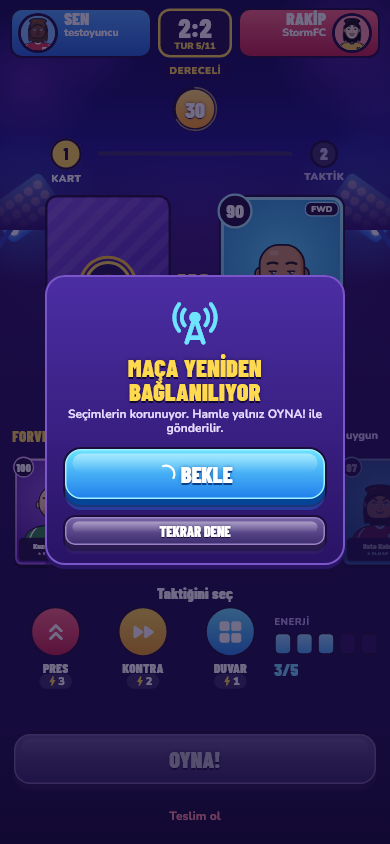 SEN
testoyuncu
2:2
TUR 5/11
RAKİP
StormFC
DERECELİ
30
1
2
KART
TAKTİK
90
FWD
MAÇA YENİDEN
BAĞLANILIYOR
Seçimlerin korunuyor. Hamle yalnız OYNA! ile
gönderilir.
uygun
100
97
BEKLE
TEKRAR DENE
Taktiğini seç
ENERJİ
PRES
KONTRA
DUVAR
3
2
1
3/5
OYNA!
Teslim ol